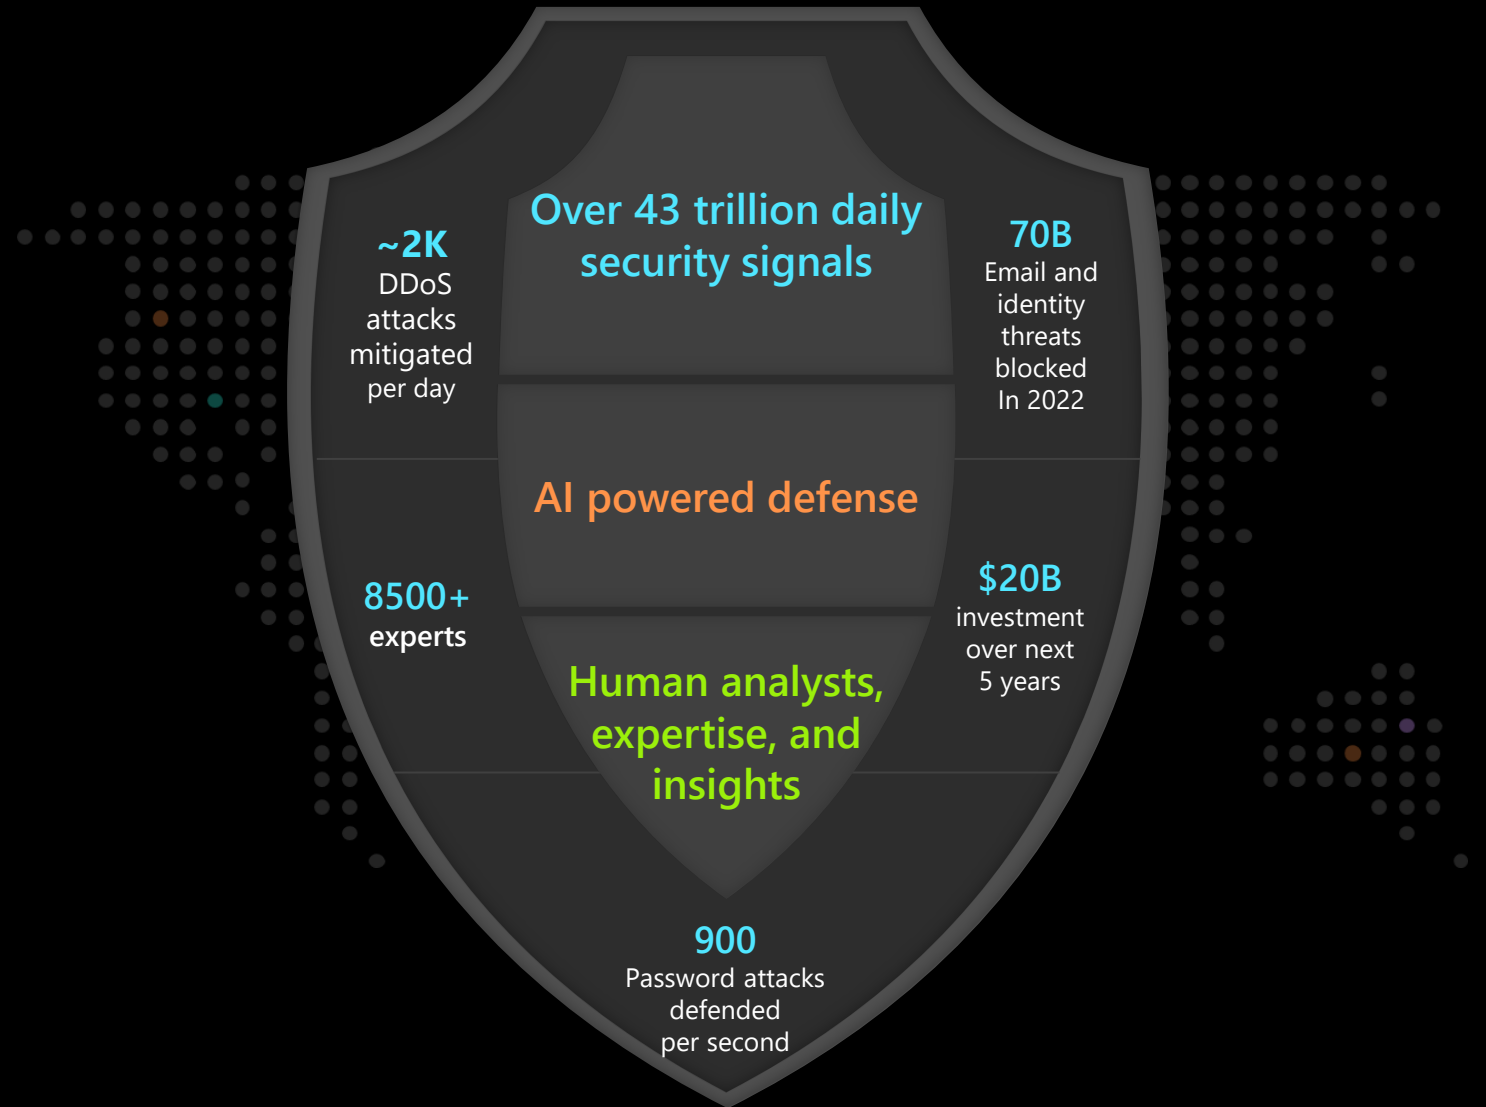 Over 43 trillion daily
security signals
~2K
DDoS
attacks
mitigated
per day
70B
Email and
identity
threats
blocked
In 2022
AI powered defense
8500+
experts
$20B
investment
over next
5 years
Human analysts,
expertise, and
insights
900
Password attacks
defended
per second